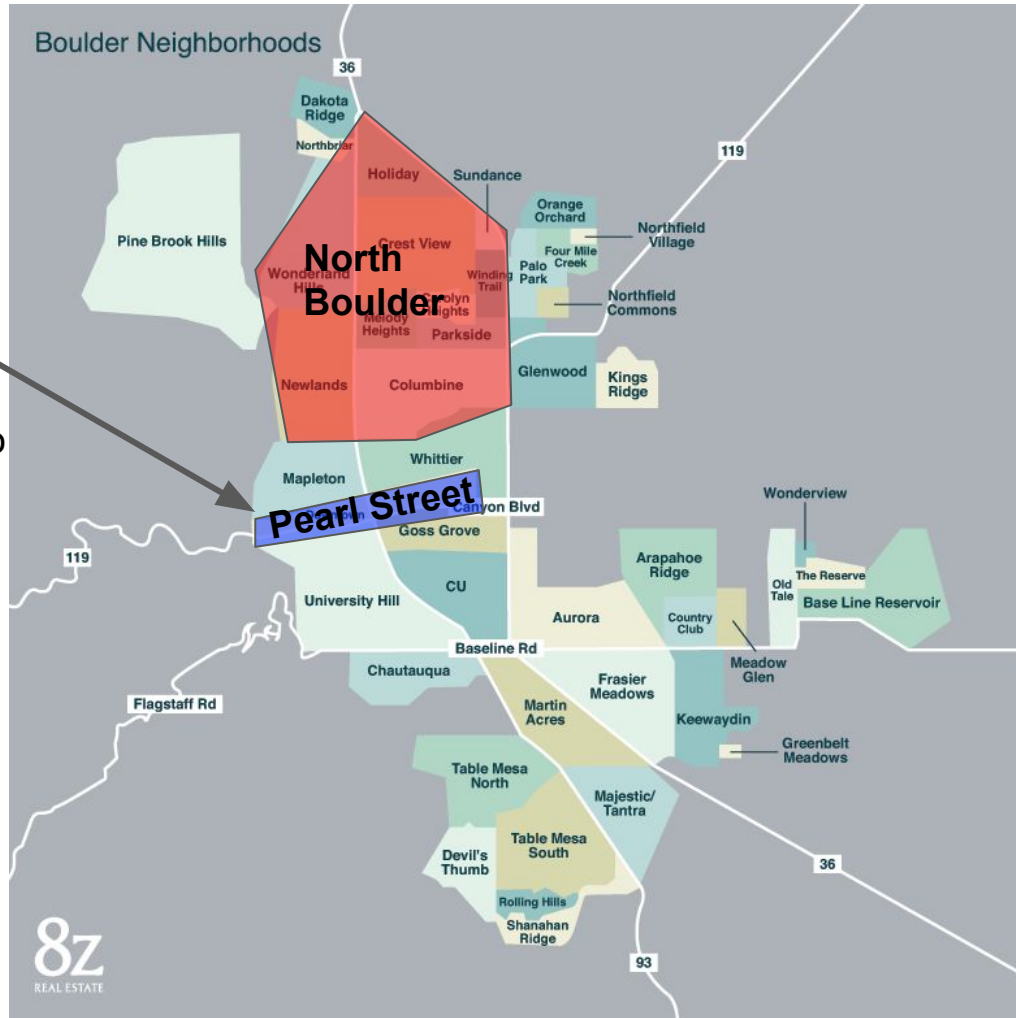 Boulder Neighborhoods
36
Dakota
Ridge
Northbriar
119
Holiday
Sundance
Orange
Orchard
Northfield
Village
Pine Brook Hills
Crest View
Four Mile
Creek
Palo
Park
Wonderland
Hills
North
Boulder
Winding
Trail
Carolyn
Heights
Northfield
Commons
Melody
Heights
Parkside
Glenwood
Kings
Ridge
Newlands
Columbine
Whittier
Mapleton
Pearl Street
Canyon Blvd
Goss Grove
Wonderview
119
Arapahoe
Ridge
Old
Tale
The Reserve
Base Line Reservoir
CU
University Hill
Aurora
Country
Club
Baseline Rd
Meadow
Glen
Chautauqua
Frasier
Meadows
Flagstaff Rd
Martin
Acres
Keewaydin
Greenbelt
Meadows
Table Mesa
North
Majestic/
Tantra
Table Mesa
South
Devil's
Thumb
36
Rolling Hills
Shanahan
Ridge
93
8z
REAL ESTATE